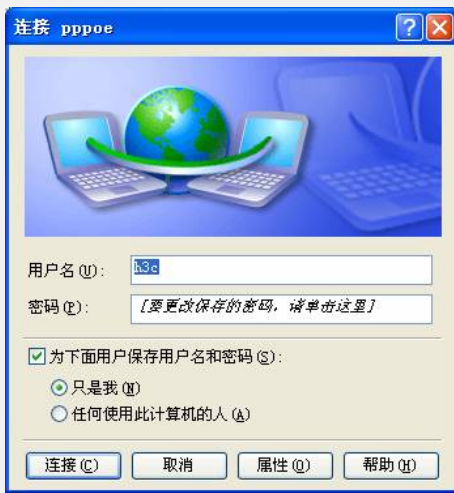 连接 pppoe
用户名(U):
h3c
密码(P):
[要更改保存的密码，请单击这里]
为下面用户保存用户名和密码(S):
只是我(N)
任何使用此计算机的人(A)
连接(C) 取消 属性(O) 帮助(H)